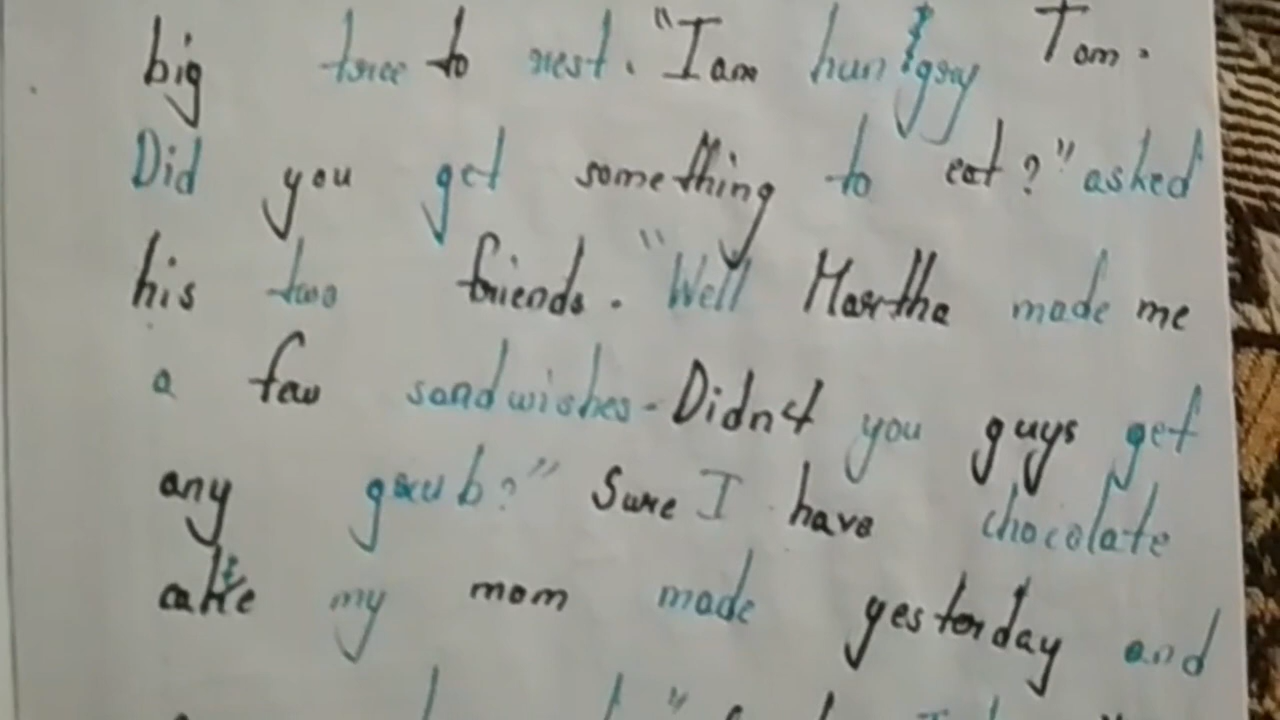 big tree to rest. "I am hungry Tom.
Did you get something to eat?" asked
his two friends. "Well Martha made me
a few sandwishes - Didn't you guys get
any grub?" Sure I have chocolate
cake my mom made yesterday and